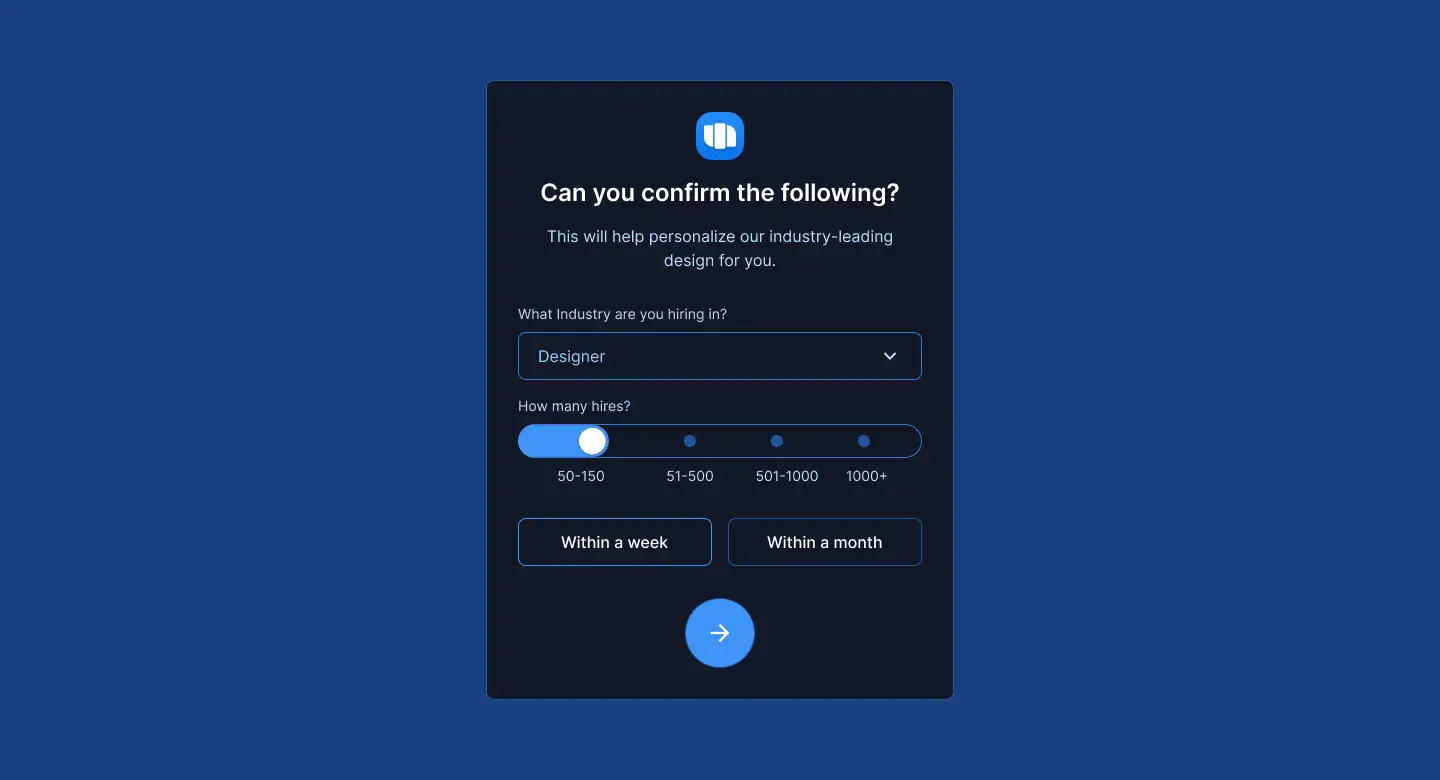 Can you confirm the following?
This will help personalize our industry-leading
design for you.
What Industry are you hiring in?
Designer
How many hires?
50-150 51-500 501-1000 1000+
Within a week Within a month